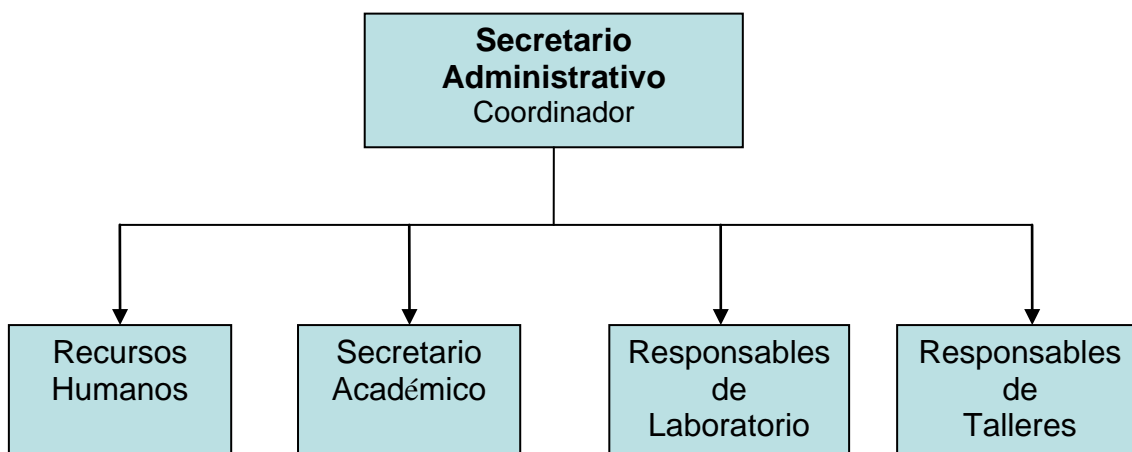 Secretario
Administrativo
Coordinador
Recursos
Humanos
Secretario
Académico
Responsables
de
Laboratorio
Responsables
de
Talleres